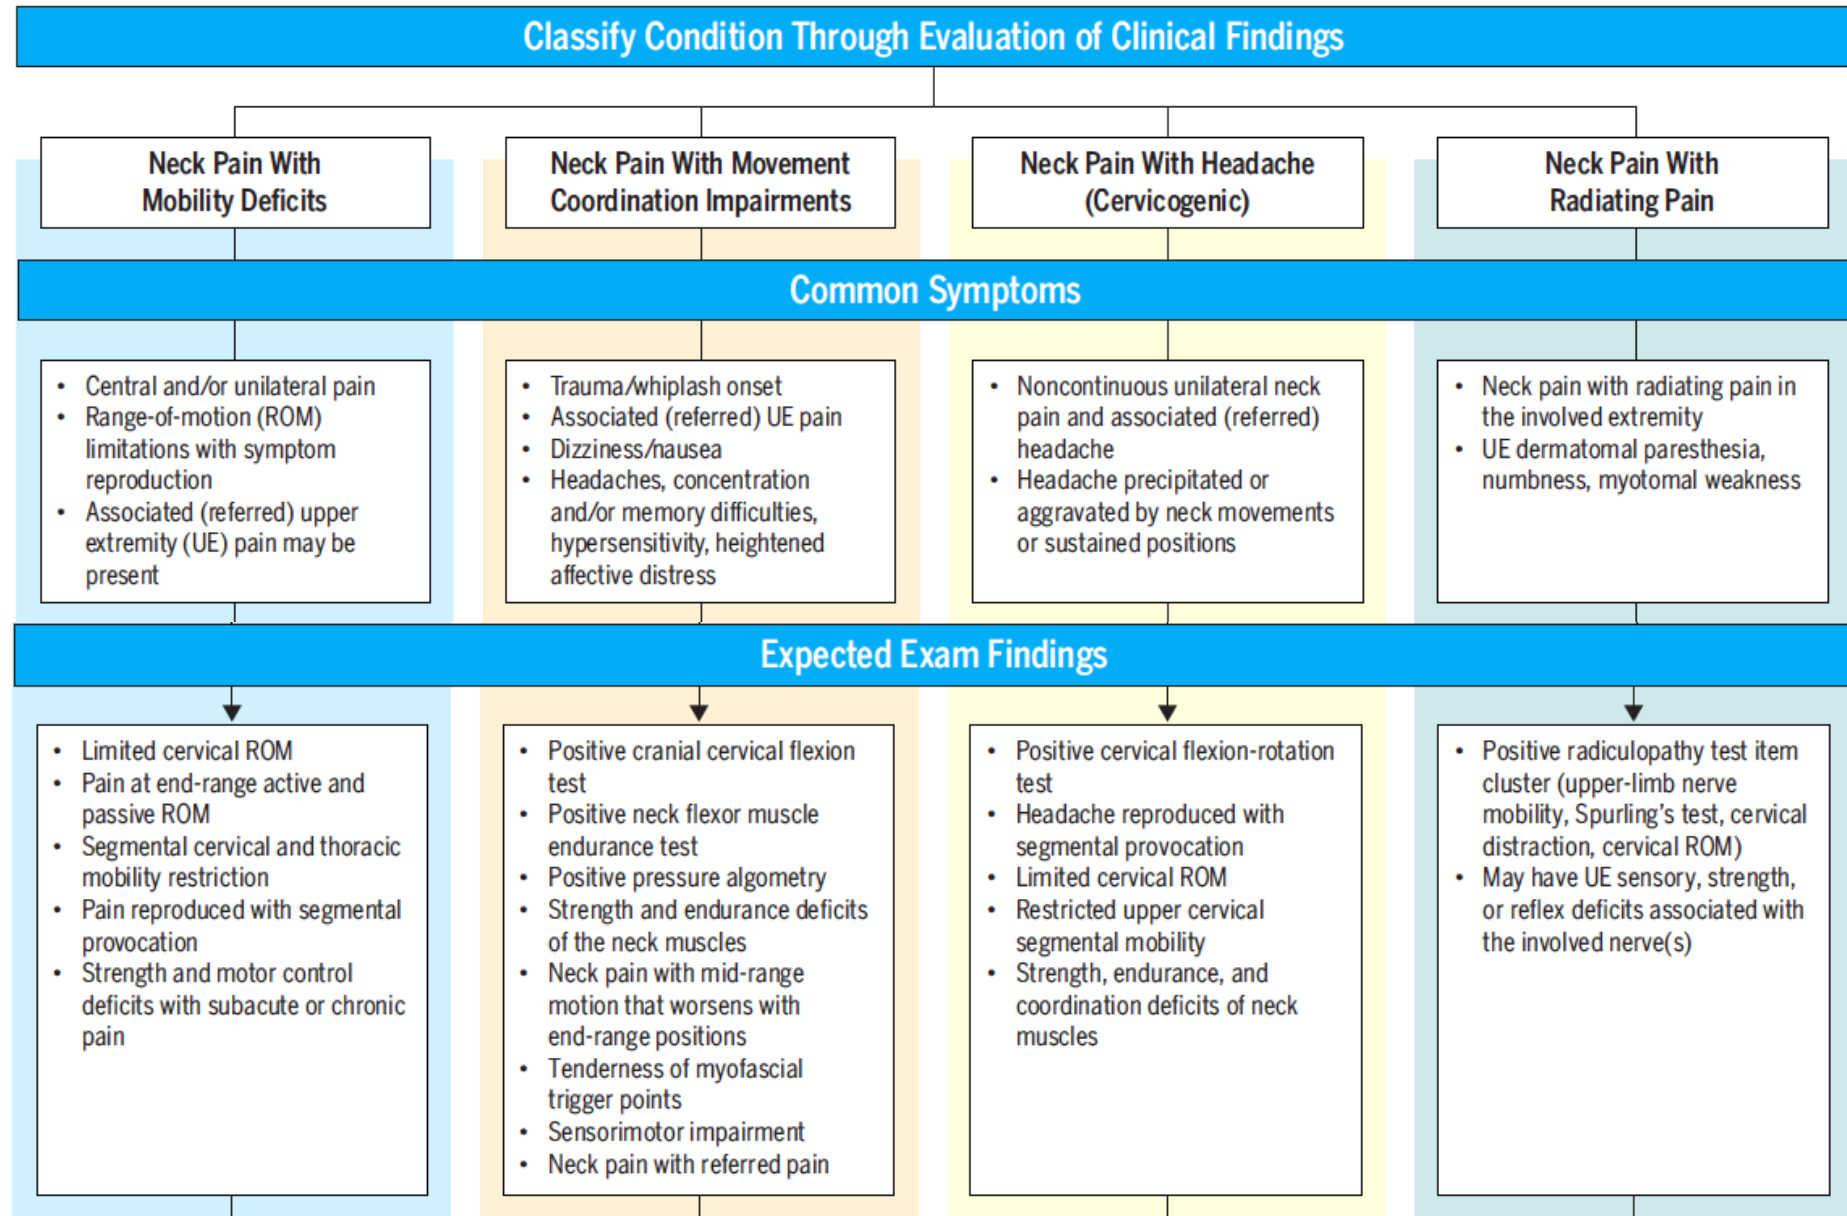 Classify Condition Through Evaluation of Clinical Findings
Neck Pain With
Mobility Deficits
Neck Pain With Movement
Coordination Impairments
Neck Pain With Headache
(Cervicogenic)
Neck Pain With
Radiating Pain
Common Symptoms
• Central and/or unilateral pain
• Range-of-motion (ROM)
limitations with symptom
reproduction
• Associated (referred) upper
extremity (UE) pain may be
present
• Trauma/whiplash onset
• Associated (referred) UE pain
• Dizziness/nausea
• Headaches, concentration
and/or memory difficulties,
hypersensitivity, heightened
affective distress
• Noncontinuous unilateral neck
pain and associated (referred)
headache
• Headache precipitated or
aggravated by neck movements
or sustained positions
• Neck pain with radiating pain in
the involved extremity
• UE dermatomal paresthesia,
numbness, myotomal weakness
Expected Exam Findings
• Limited cervical ROM
• Pain at end-range active and
passive ROM
• Segmental cervical and thoracic
mobility restriction
• Pain reproduced with segmental
provocation
• Strength and motor control
deficits with subacute or chronic
pain
• Positive cranial cervical flexion
test
• Positive neck flexor muscle
endurance test
• Positive pressure algometry
• Strength and endurance deficits
of the neck muscles
• Neck pain with mid-range
motion that worsens with
end-range positions
• Tenderness of myofascial
trigger points
• Sensorimotor impairment
• Neck pain with referred pain
• Positive cervical flexion-rotation
test
• Headache reproduced with
segmental provocation
• Limited cervical ROM
• Restricted upper cervical
segmental mobility
• Strength, endurance, and
coordination deficits of neck
muscles
• Positive radiculopathy test item
cluster (upper-limb nerve
mobility, Spurling's test, cervical
distraction, cervical ROM)
• May have UE sensory, strength,
or reflex deficits associated with
the involved nerve(s)